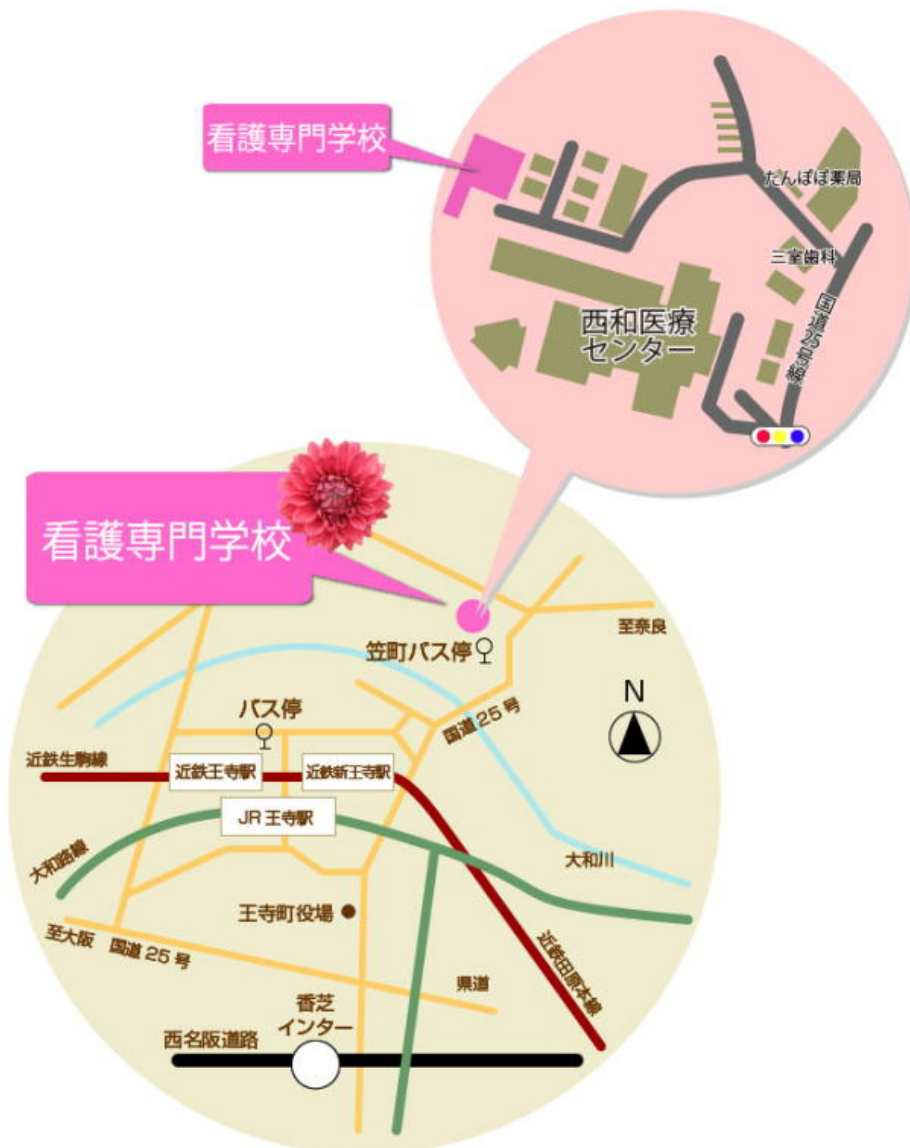 看護専門学校
たんぽぽ薬局
三室歯科
西和医療
センター
国道25号線
看護専門学校
至奈良
笠町バス停
N
バス停
国道25号
近鉄生駒線
近鉄王寺駅
近鉄新王寺駅
JR王寺駅
大和路線
大和川
王寺町役場
至大阪 国道25号
近鉄田原本線
県道
香芝
インター
西名阪道路